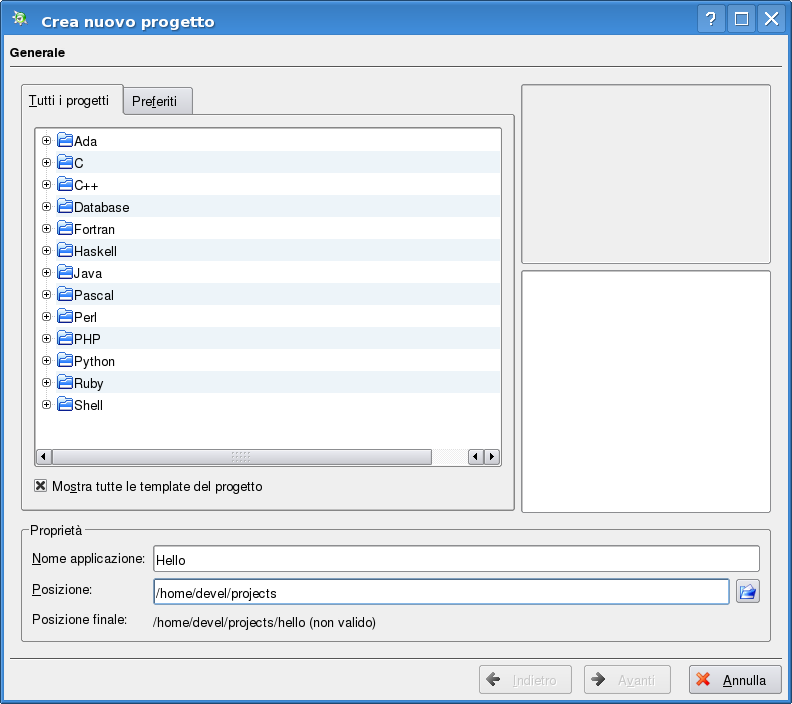 Crea nuovo progetto
Generale
Tutti i progetti
Preferiti
Ada
C
C++
Database
Fortran
Haskell
Java
Pascal
Perl
PHP
Python
Ruby
Shell
Mostra tutte le template del progetto
Proprietà
Nome applicazione: Hello
Posizione: /home/devel/projects
Posizione finale: /home/devel/projects/hello (non valido)
Indietro
Avanti
Annulla